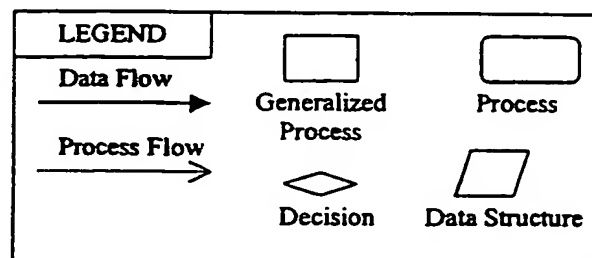 LEGEND
Data Flow
Generalized
Process
Process
Process Flow
Decision
Data Structure